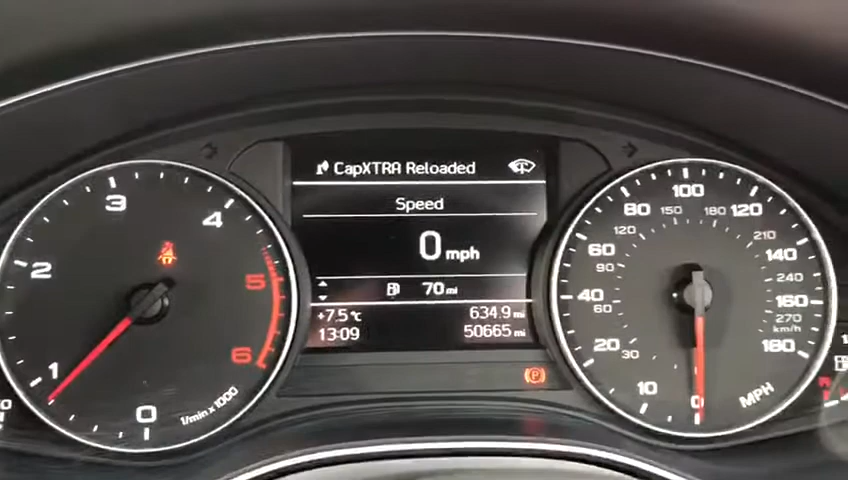 CapXTRA Reloaded
Speed
0 mph
70 mi
+7.5°C 634.9 mi
13:09 50665 mi
(P)
0
1
2
3
4
5
6
1/min x 1000
0
10
20
40
60
80
100
120
140
160
180
30
60
90
120
150
180
210
240
270
km/h
MPH